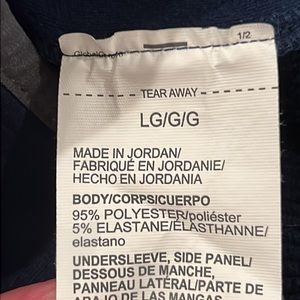 1/2
TEAR AWAY
LG/G/G
MADE IN JORDAN/
FABRIQUÉ EN JORDANIE/
HECHO EN JORDANIA
BODY/CORPS/CUERPO
95% POLYESTER/poliéster
5% ELASTANE/ÉLASTHANNE/
elastano
UNDERSLEEVE, SIDE PANEL/
DESSOUS DE MANCHE,
PANNEAU LATÉRAL/PARTE DE
ABAJO DE LAS MANGAS